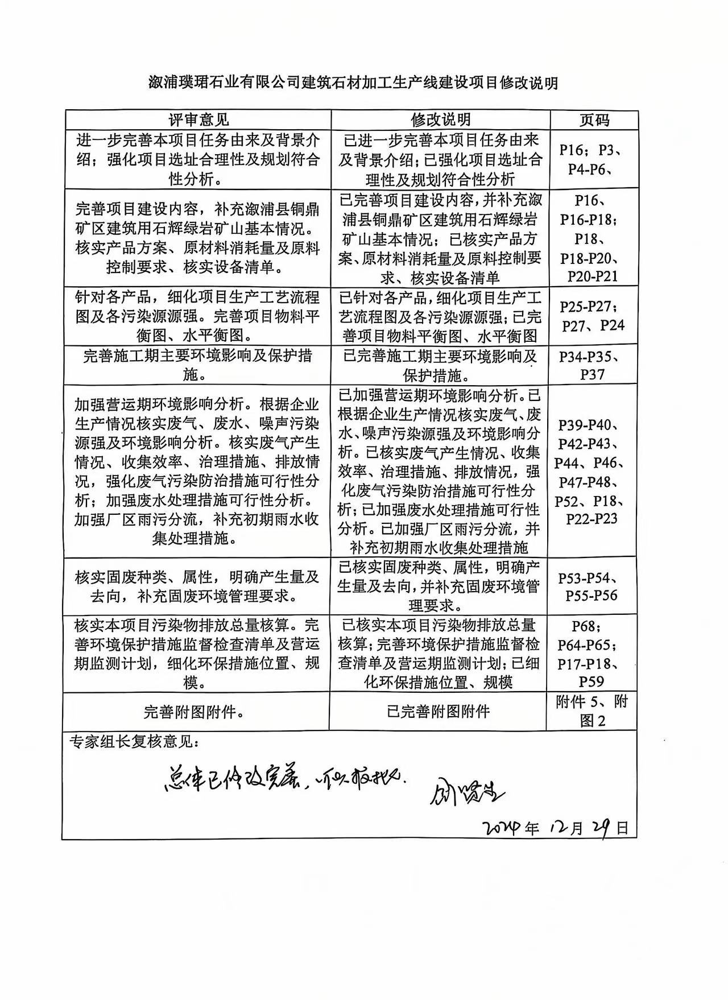 溆浦璞珺石业有限公司建筑石材加工生产线建设项目修改说明
评审意见 修改说明 页码
进一步完善本项目任务由来及背景介
绍；强化项目选址合理性及规划符合
性分析。
已进一步完善本项目任务由来
及背景介绍；已强化项目选址合
理性及规划符合性分析
P16；P3、
P4-P6、
完善项目建设内容，补充溆浦县铜鼎
矿区建筑用石辉绿岩矿山基本情况。
核实产品方案、原材料消耗量及原料
控制要求、核实设备清单。
已完善项目建设内容，并补充溆
浦县铜鼎矿区建筑用石辉绿岩
矿山基本情况；已核实产品方
案、原材料消耗量及原料控制要
求、核实设备清单
P16、
P16-P18；
P18、
P18-P20、
P20-P21
针对各产品，细化项目生产工艺流程
图及各污染源源强。完善项目物料平
衡图、水平衡图。
已针对各产品，细化项目生产工
艺流程图及各污染源源强；已完
善项目物料平衡图、水平衡图
P25-P27；
P27、P24
完善施工期主要环境影响及保护措
施。
已完善施工期主要环境影响及
保护措施。
P34-P35、
P37
加强营运期环境影响分析。根据企业
生产情况核实废气、废水、噪声污染
源强及环境影响分析。核实废气产生
情况、收集效率、治理措施、排放情
况，强化废气污染防治措施可行性分
析；加强废水处理措施可行性分析。
加强厂区雨污分流，补充初期雨水收
集处理措施。
已加强营运期环境影响分析。已
根据企业生产情况核实废气、废
水、噪声污染源强及环境影响分
析。已核实废气产生情况、收集
效率、治理措施、排放情况，强
化废气污染防治措施可行性分
析；已加强废水处理措施可行性
分析。已加强厂区雨污分流，并
补充初期雨水收集处理措施
P39-P40、
P42-P43、
P44、P46、
P47-P48、
P52、P18、
P22-P23
核实固废种类、属性，明确产生量及
去向，补充固废环境管理要求。
已核实固废种类、属性，明确产
生量及去向，并补充固废环境管
理要求。
P53-P54、
P55-P56
核实本项目污染物排放总量核算。完
善环境保护措施监督检查清单及营运
期监测计划，细化环保措施位置、规
模。
已核实本项目污染物排放总量
核算；完善环境保护措施监督检
查清单及营运期监测计划；已细
化环保措施位置、规模
P68；
P64-P65；
P17-P18、
P59
完善附图附件。
已完善附图附件
附件 5、附
图 2
专家组长复核意见：
总体已修改完善，可以报批.
2024年 12月 29日